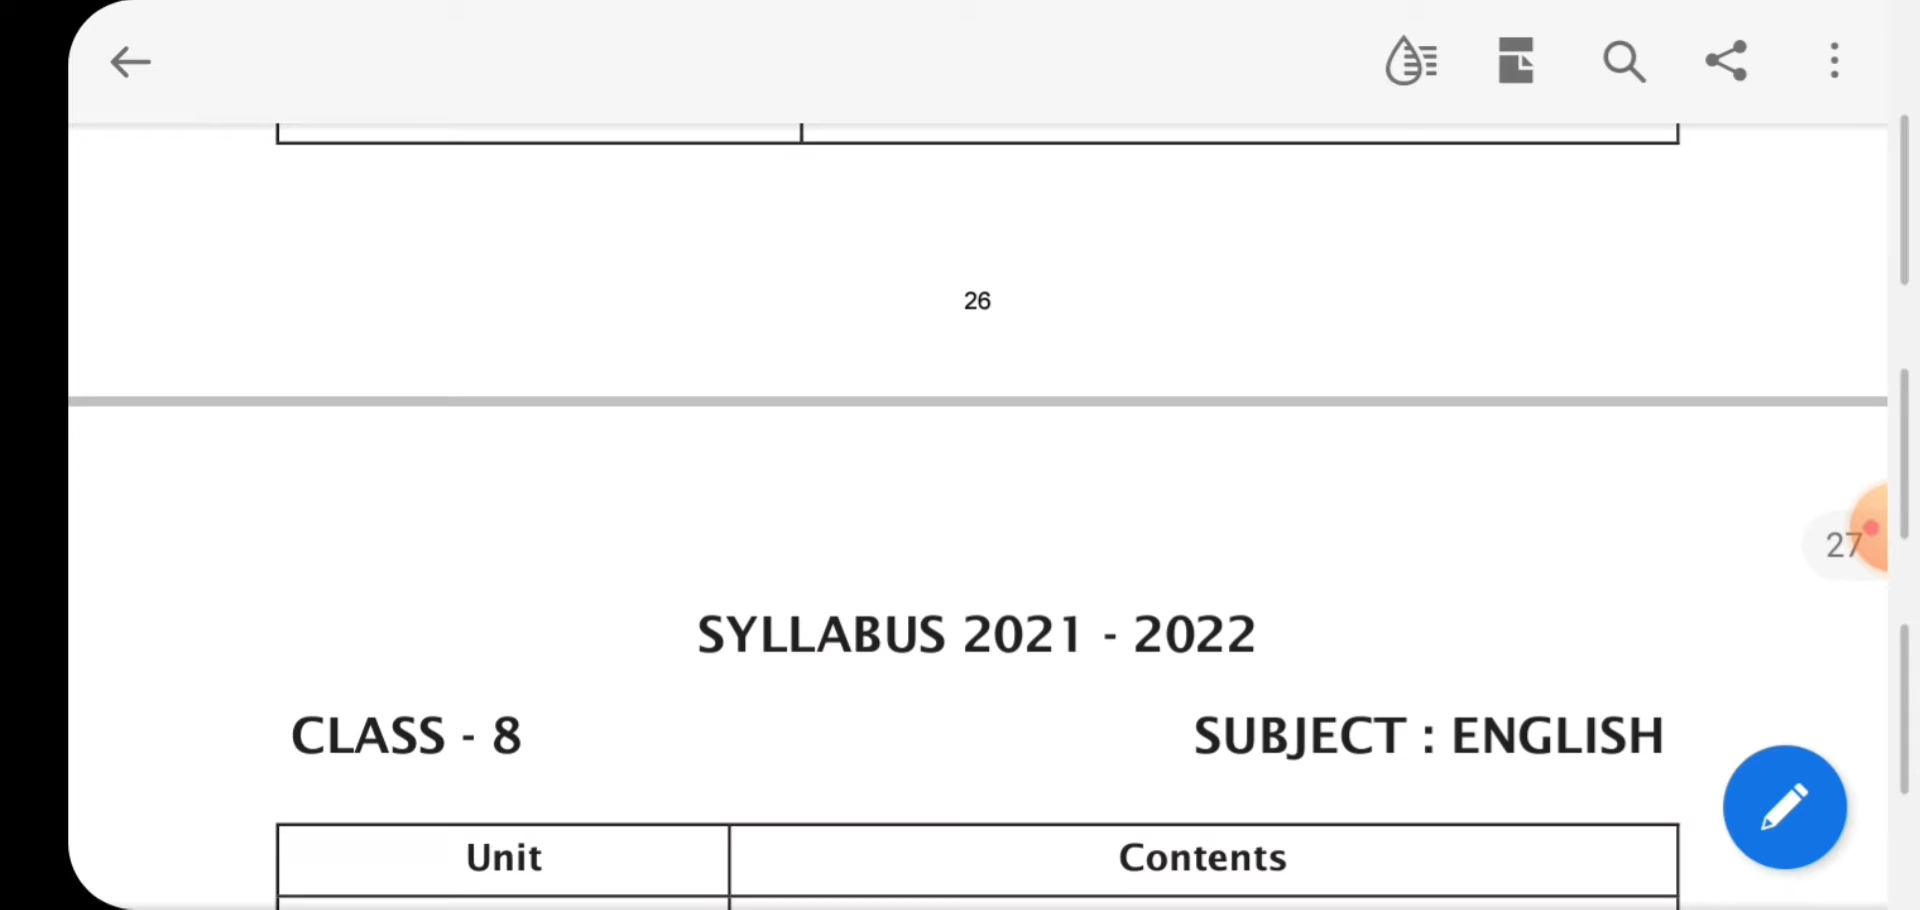 26
27
SYLLABUS 2021 - 2022
CLASS - 8 SUBJECT : ENGLISH
Unit Contents